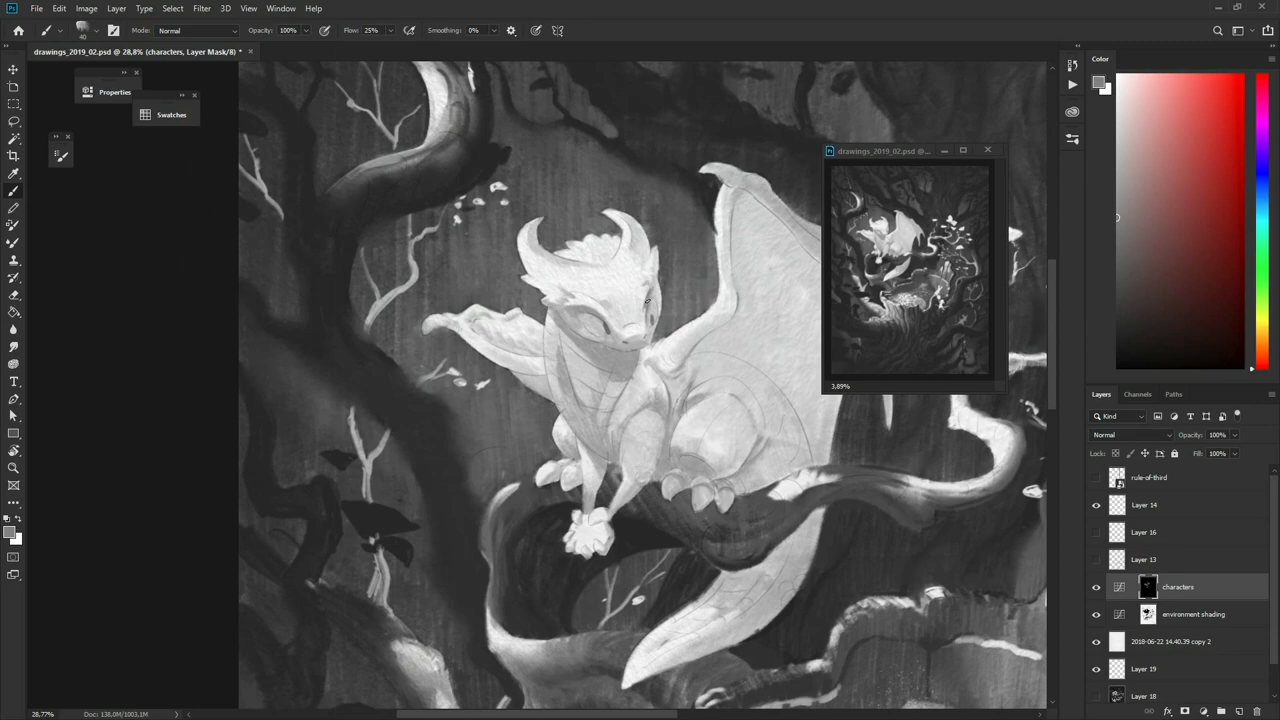 Ps File Edit Image Layer Type Select Filter 3D View Window Help
40 Mode: Normal Opacity: 100% Flow: 25% Smoothing: 0%
drawings_2019_02.psd @ 28,8% (characters, Layer Mask/8) *
Properties
Swatches
Color
drawings_2019_02.psd @...
3,89%
Layers Channels Paths
Kind
Normal Opacity: 100%
Lock: Fill: 100%
rule-of-third
Layer 14
Layer 16
Layer 13
characters
environment shading
2018-06-22 14.40.39 copy 2
Layer 19
Layer 18
28,77% Doc: 138,0M/1003,1M